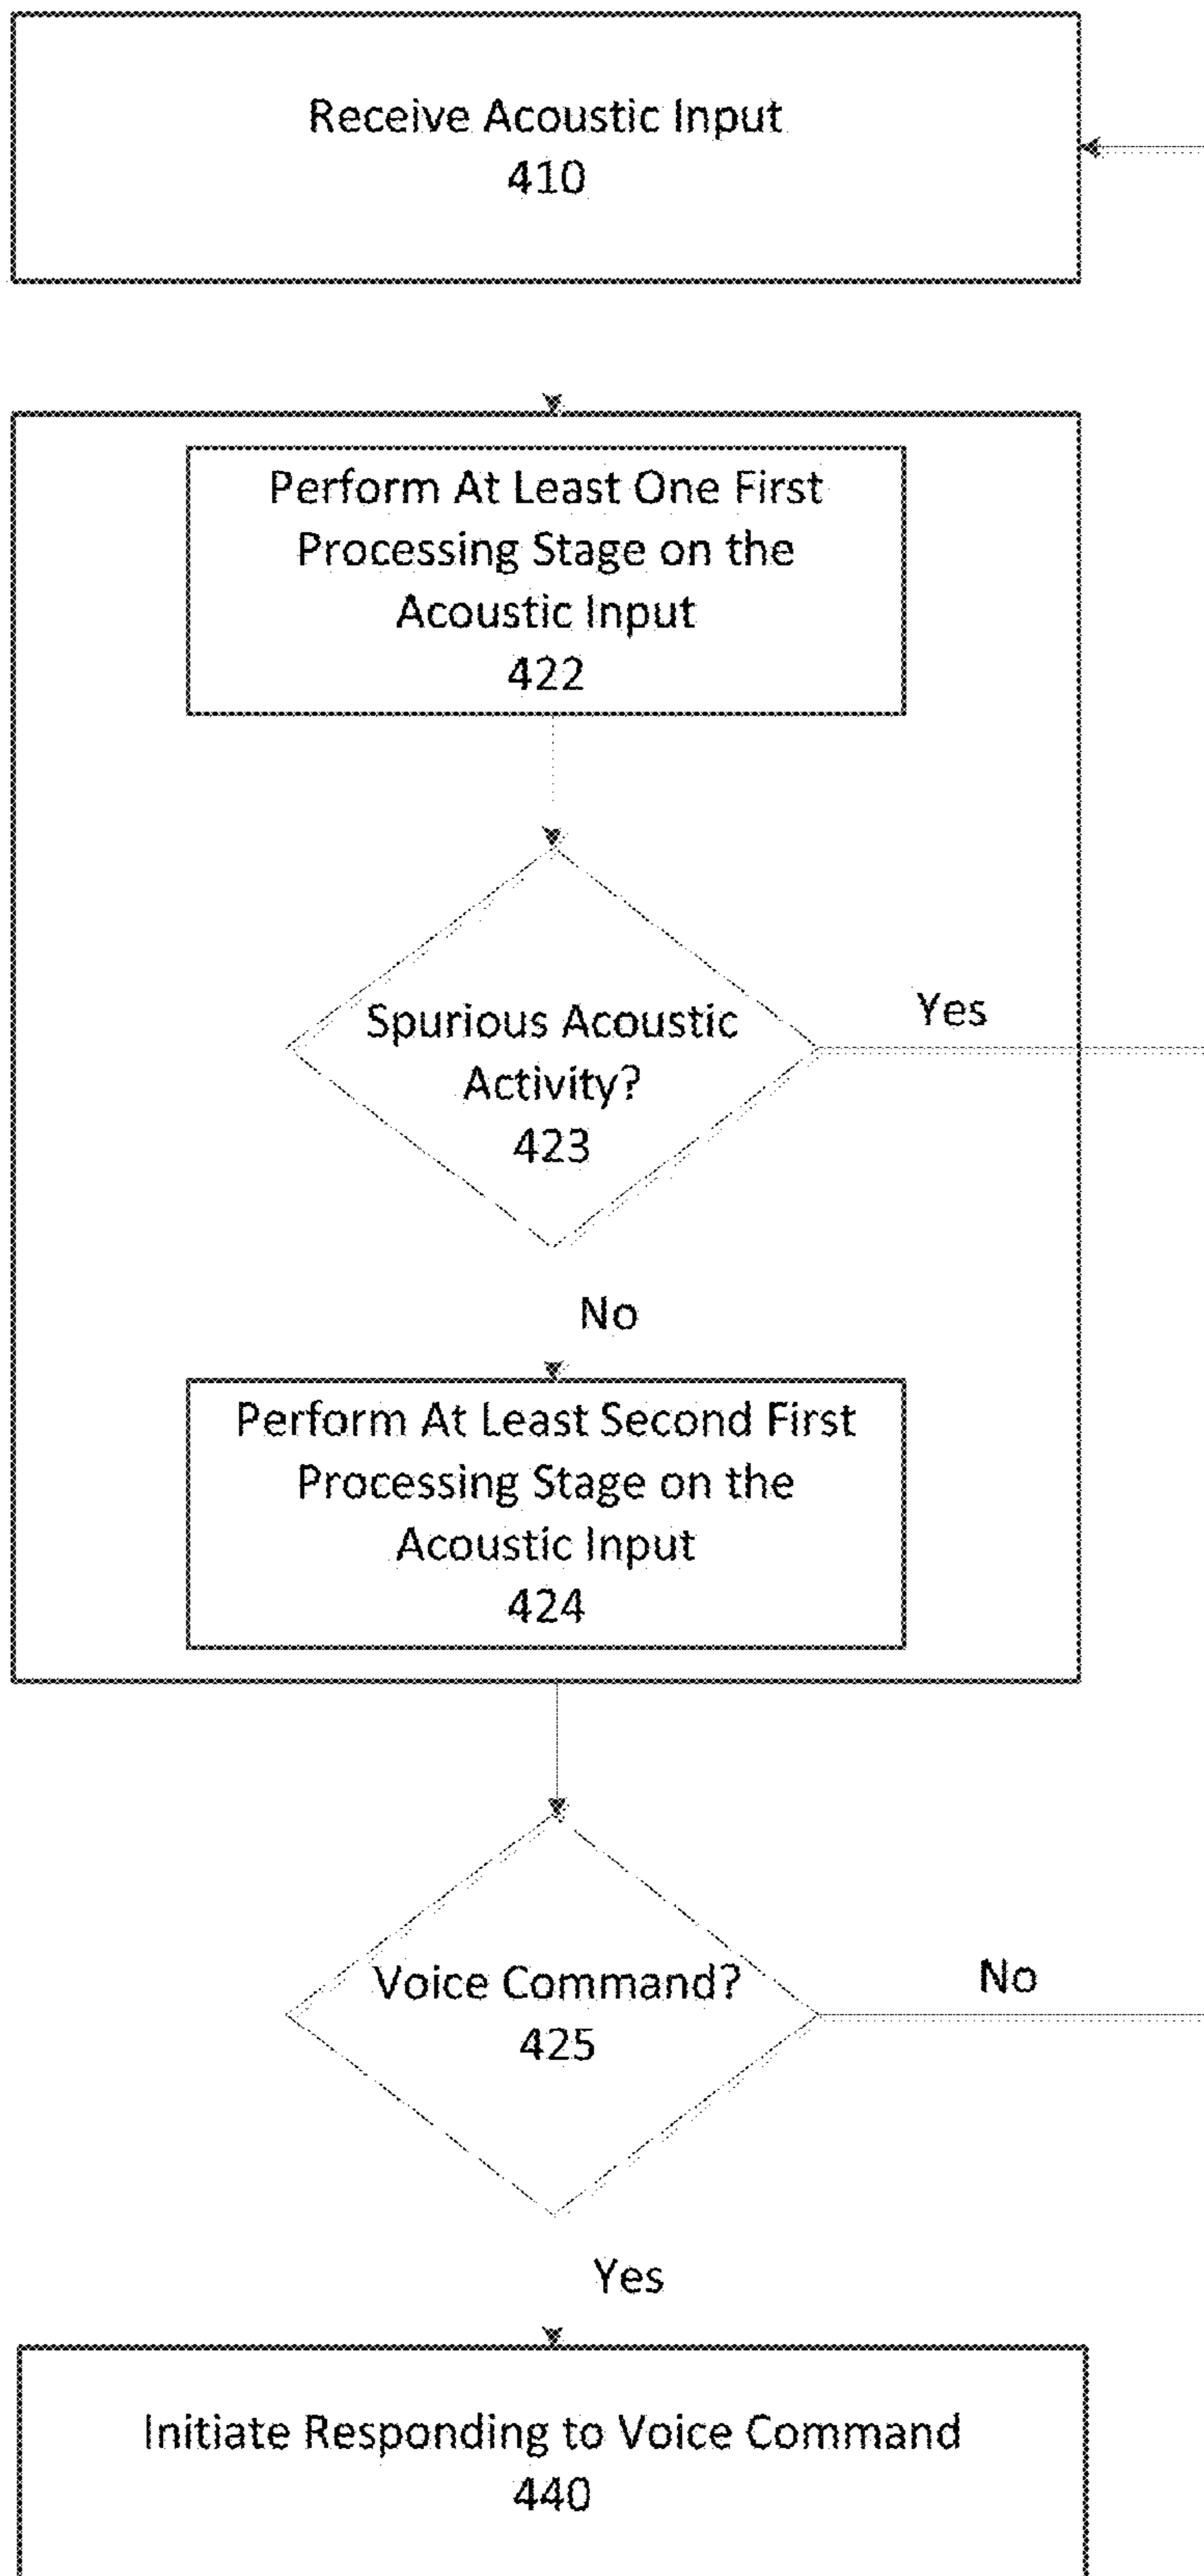 Receive Acoustic Input
410
Perform At Least One First
Processing Stage on the
Acoustic Input
422
Spurious Acoustic
Activity?
423
Yes
No
Perform At Least Second First
Processing Stage on the
Acoustic Input
424
Voice Command?
425
No
Yes
Initiate Responding to Voice Command
440